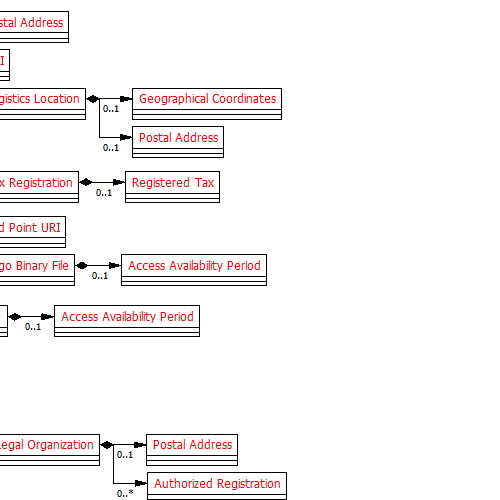 Address
gistics Location
Geographical Coordinates
0..1
Postal Address
0..1
Registration
Registered Tax
0..1
Point URI
go Binary File
Access Availability Period
0..1
Access Availability Period
0..1
egal Organization
Postal Address
0..1
Authorized Registration
0..*